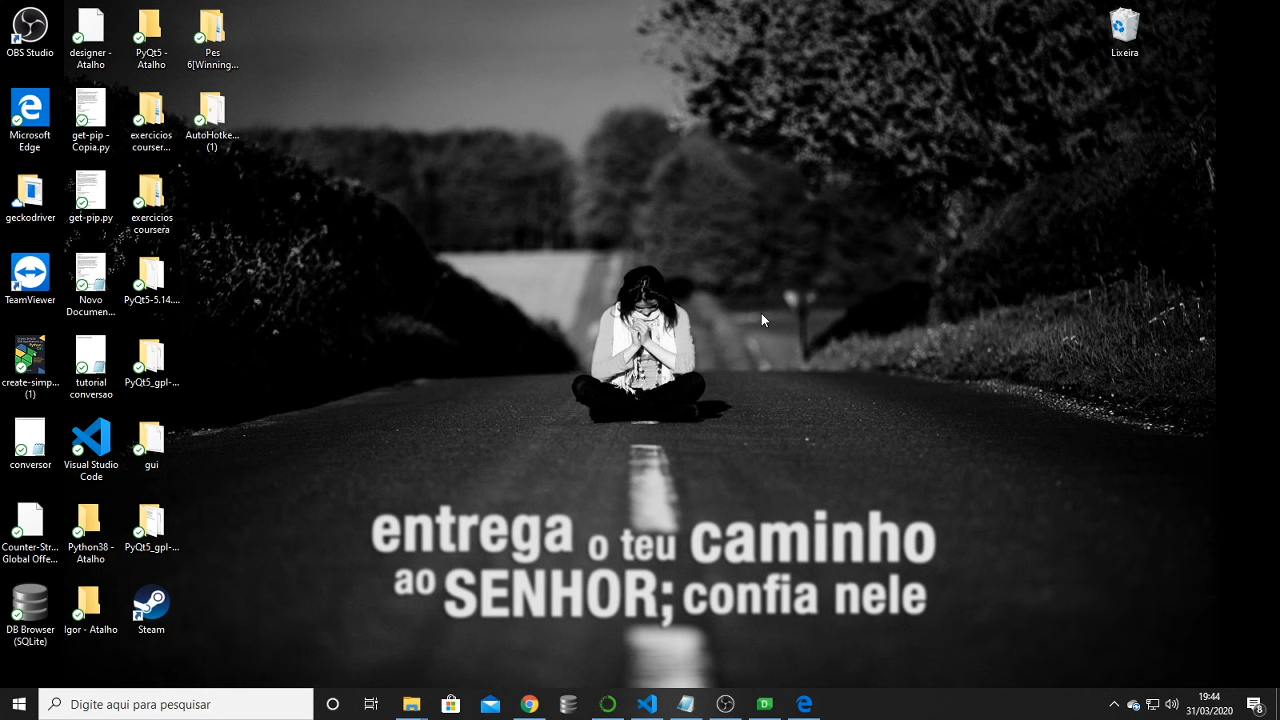 OBS Studio
designer -
Atalho
PyQt5 -
Atalho
Pes
6[Winning...
Lixeira
Microsoft
Edge
get-pip -
Copia.py
exercicios
courser...
AutoHotke...
(1)
geckodriver
get-pip.py
exercicios
coursera
TeamViewer
Novo
Documen...
PyQt5-5.14....
create-simp...
(1)
tutorial
conversao
PyQt5_gpl-...
conversor
Visual Studio
Code
gui
Counter-Str...
Global Offe...
Python38 -
Atalho
PyQt5_gpl-...
DB Browser
(SQLite)
Igor - Atalho
Steam
entrega o teu caminho
ao SENHOR; confia nele
Digite aqui para pesquisar
19:44
31/03/2020
8